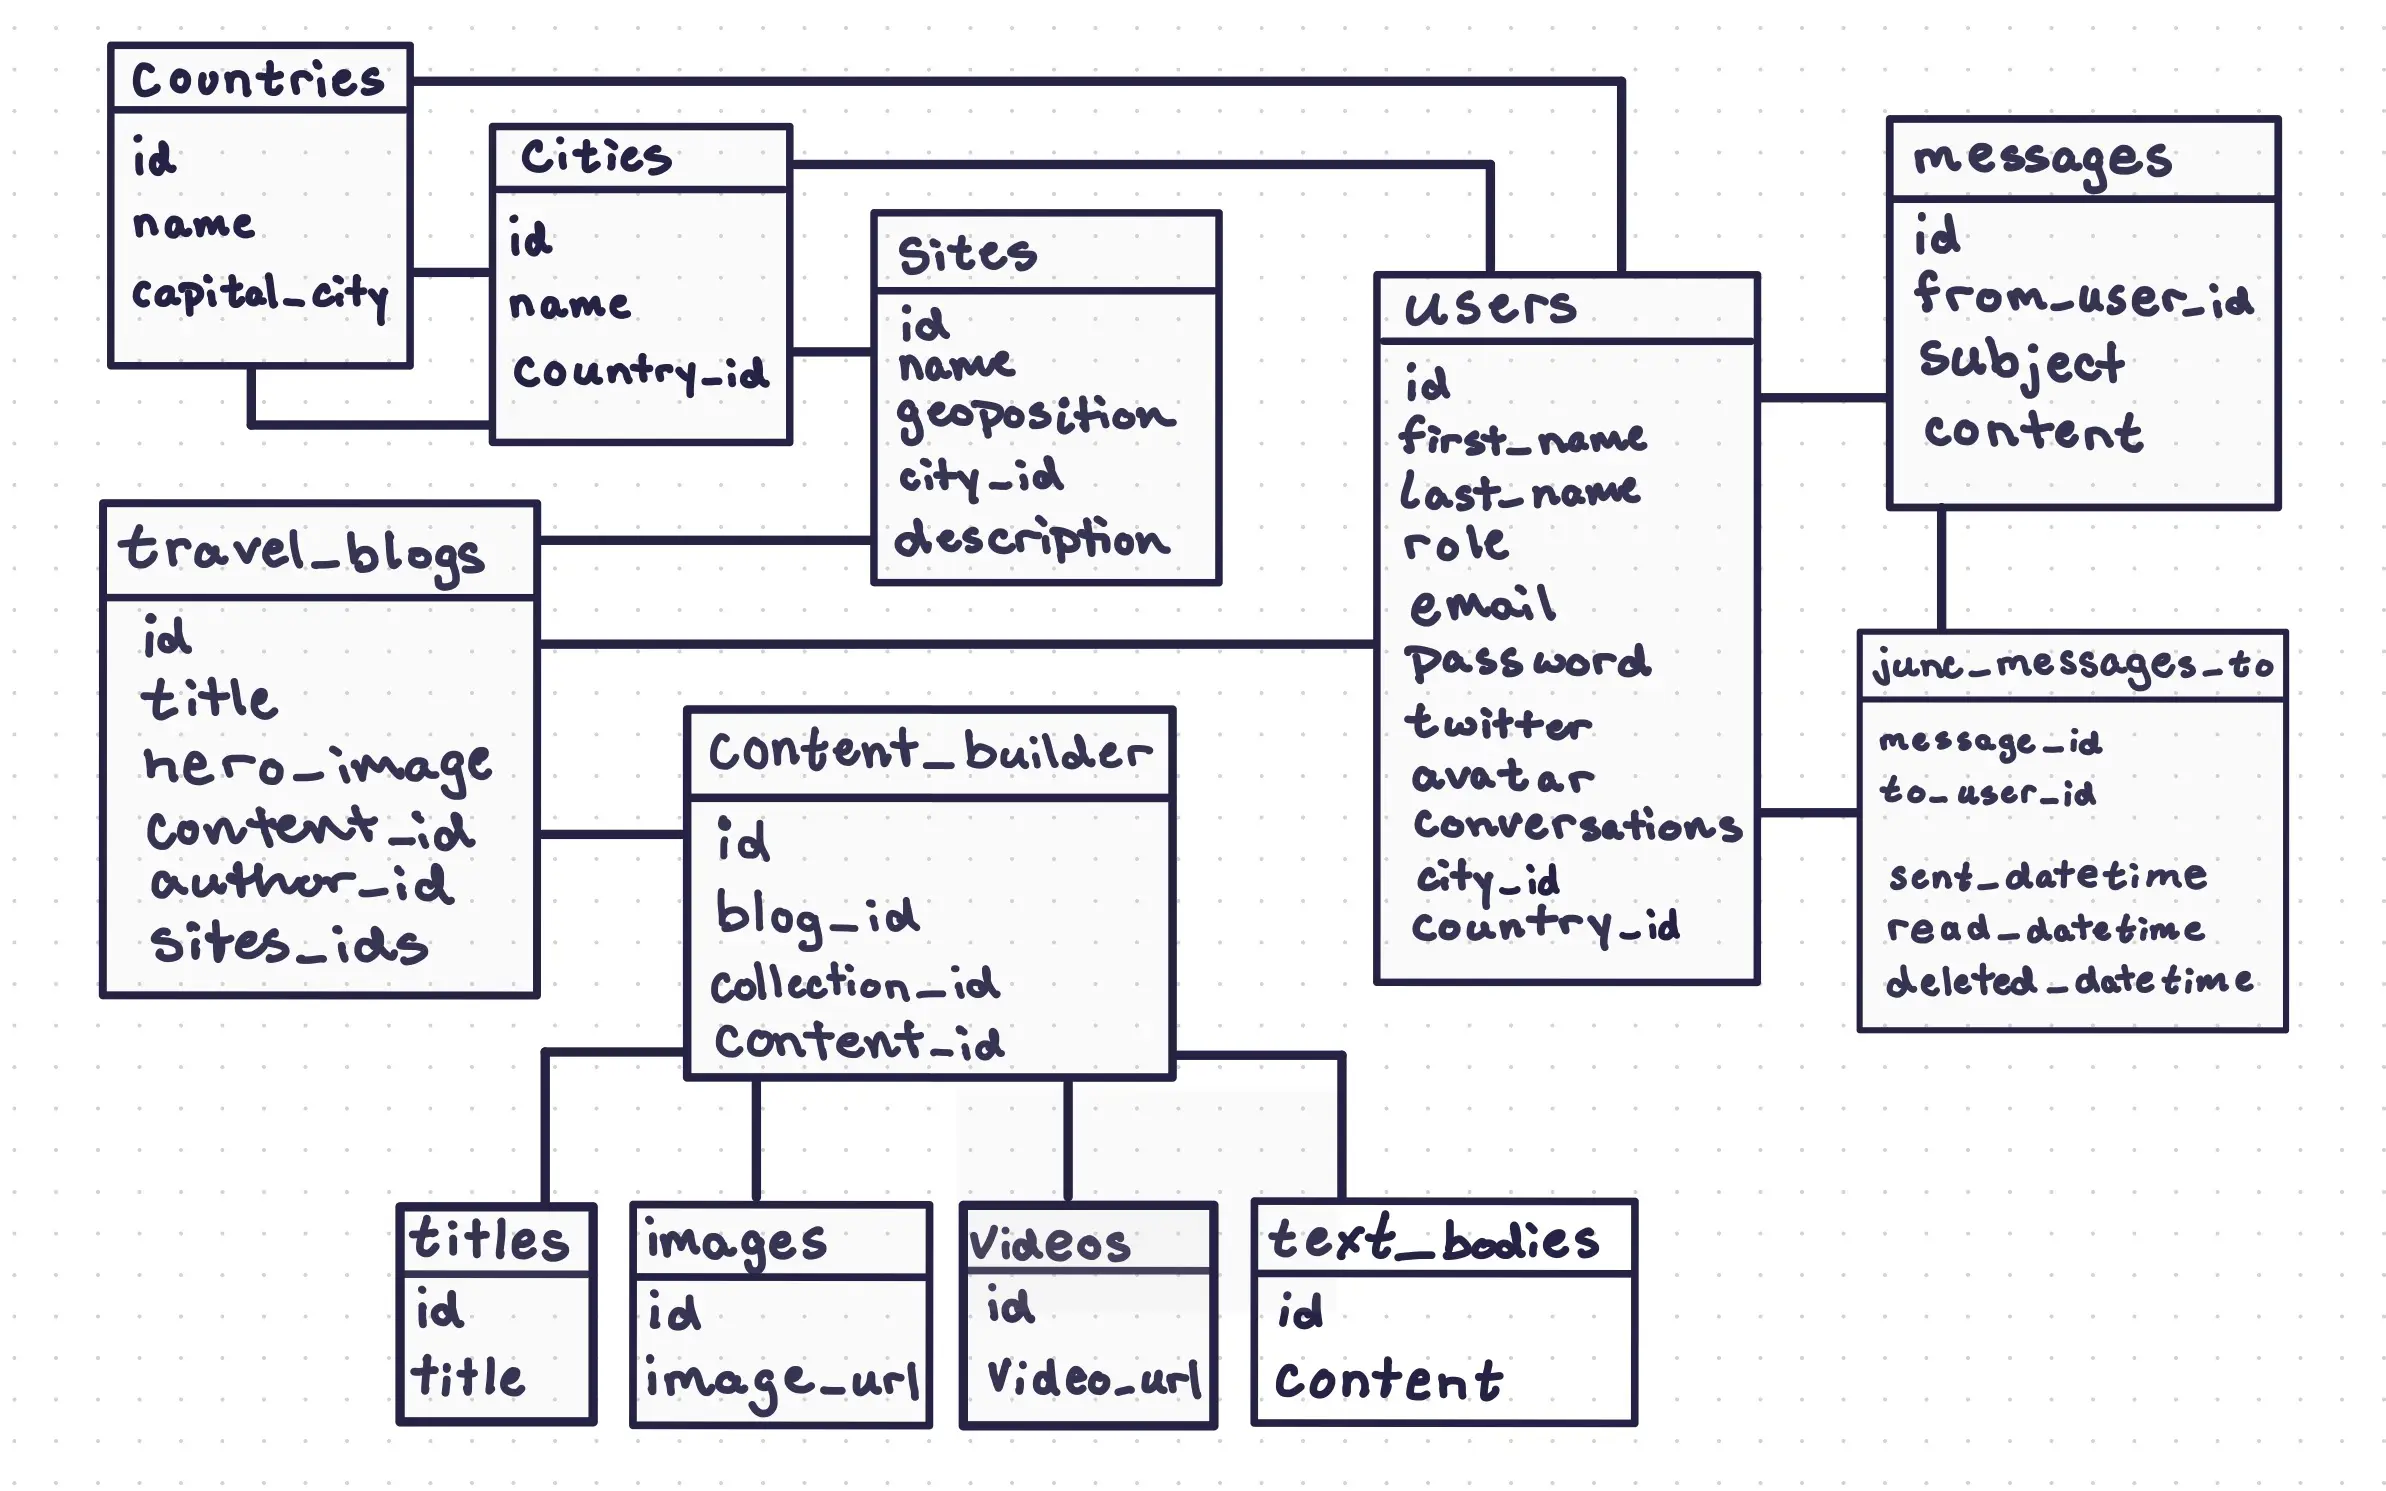 Countries
id
name
capital_city
Cities
id
name
country_id
Sites
id
name
geoposition
city_id
description
users
id
first_name
last_name
role
email
password
twitter
avatar
conversations
city_id
country_id
messages
id
from_user_id
subject
content
junc_messages_to
message_id
to_user_id
sent_datetime
read_datetime
deleted_datetime
travel_blogs
id
title
hero_image
content_id
author_id
sites_ids
content_builder
id
blog_id
collection_id
content_id
titles
id
title
images
id
image_url
Videos
id
Video_url
text_bodies
id
content